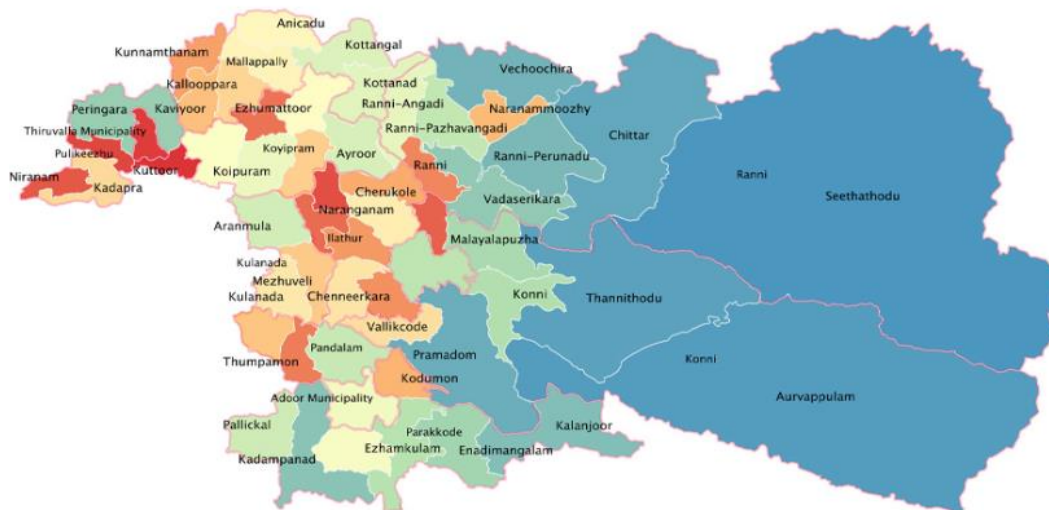 Anicadu
Kunnamthanam
Kottangal
Mallappally
Vechoochira
Kallooppara
Kottanad
Peringara
Kaviyoor
Ezhumattoor
Ranni-Angadi
Naranammoozhy
Thiruvalla Municipality
Ranni-Pazhavangadi
Chittar
Pulikeezhu
Koyipram
Ayroor
Ranni-Perunadu
Niranam
Kuttoor
Koipuram
Ranni
Ranni
Kadapra
Cherukole
Vadaserikara
Seethathodu
Naranganam
Aranmula
Ilathur
Malayalapuzha
Kulanada
Mezhuveli
Kulanada
Chenneerkara
Konni
Thannithodu
Vallikcode
Thumpamon
Pandalam
Pramadom
Konni
Kodumon
Aurvappulam
Adoor Municipality
Pallickal
Parakkode
Kalanjoor
Kadampanad
Ezhamkulam
Enadimangalam